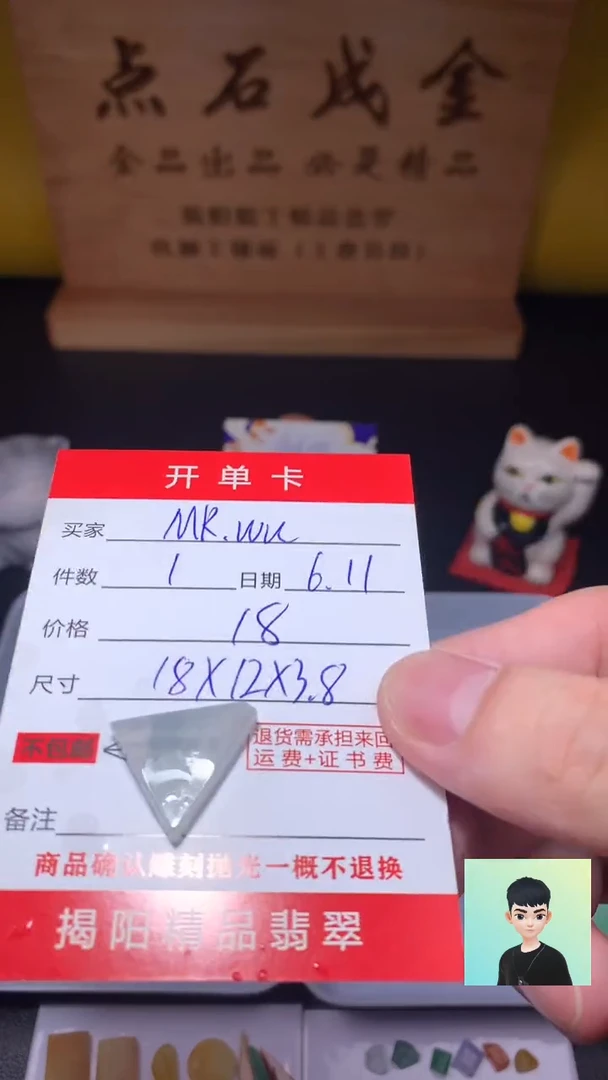 点石成金
开单卡
买家 MR.wu
件数 1 日期 6.11
价格 18
尺寸 18X12X3.8
不包邮
退货需承担来回
运费+证书费
备注
商品确认雕刻抛光一概不退换
揭阳精品翡翠